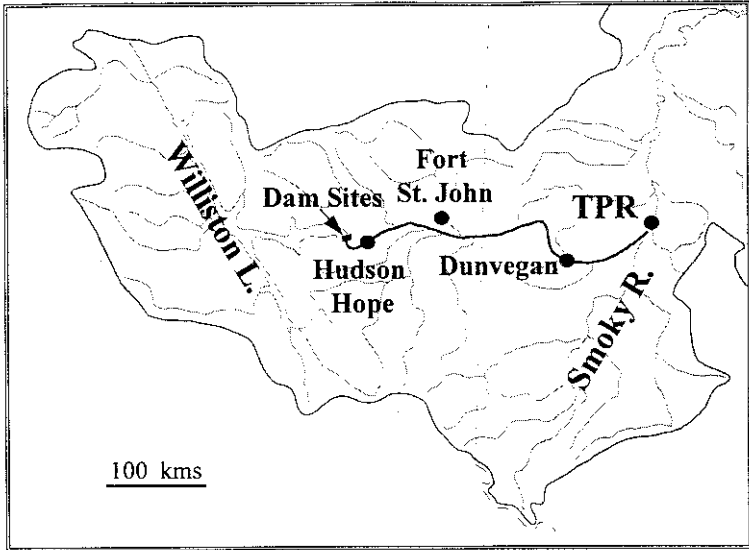 Williston L.
Dam Sites
Hudson
Hope
Fort
St. John
Dunvegan
TPR
Smoky R.
100 kms